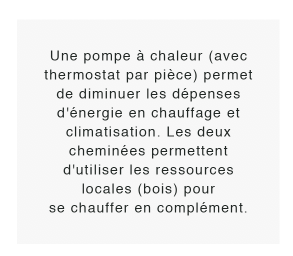 Une pompe à chaleur (avec
thermostat par pièce) permet
de diminuer les dépenses
d'énergie en chauffage et
climatisation. Les deux
cheminées permettent
d'utiliser les ressources
locales (bois) pour
se chauffer en complément.